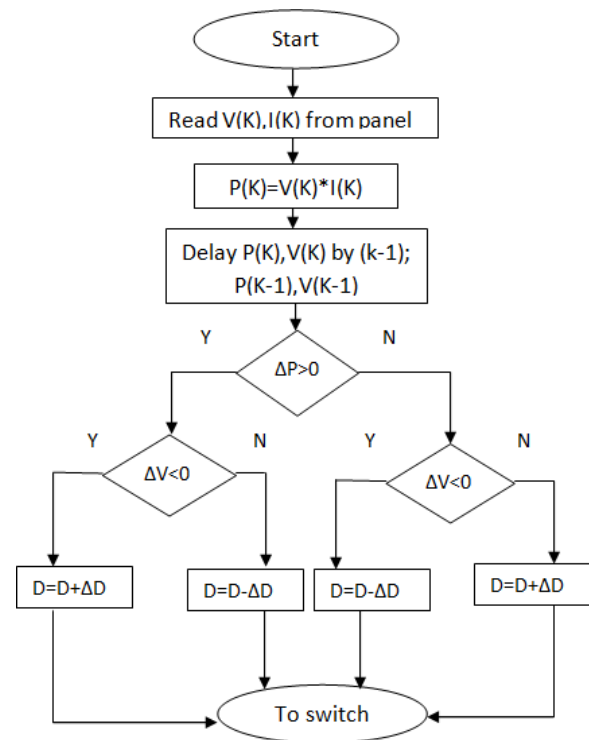 Start
Read V(K),I(K) from panel
P(K)=V(K)*I(K)
Delay P(K),V(K) by (k-1);
P(K-1),V(K-1)
Y
N
ΔP>0
Y
N
Y
N
ΔV<0
ΔV<0
D=D+ΔD
D=D-ΔD
D=D-ΔD
D=D+ΔD
To switch